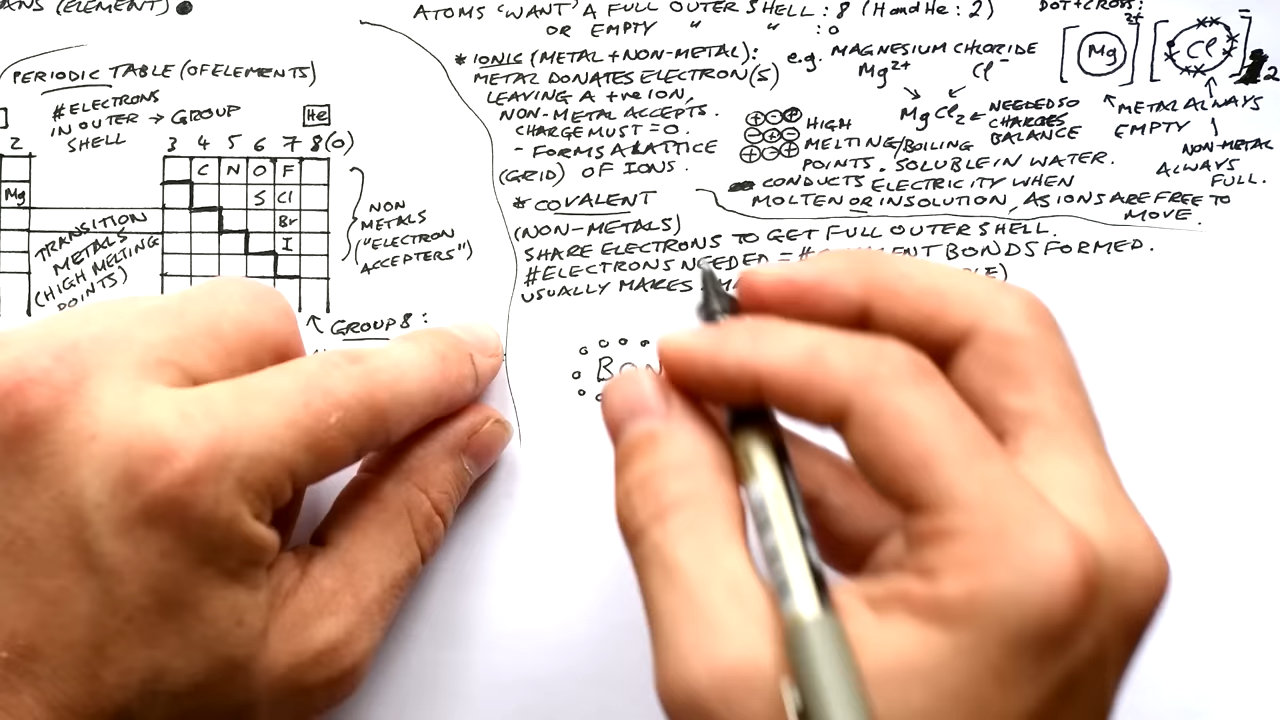 ANS (ELEMENT)
PERIODIC TABLE (OF ELEMENTS)
# ELECTRONS
IN OUTER → GROUP
SHELL
He
2 3 4 5 6 7 8(0)
C N O F
Mg S Cl
Br
I
TRANSITION
METALS
(HIGH MELTING
POINTS)
NON
METALS
("ELECTRON
ACCEPTERS")
↑ GROUP 8:
ATOMS 'WANT' A FULL OUTER SHELL: 8 (H and He: 2)
OR EMPTY " " : 0
* IONIC (METAL + NON-METAL):
METAL DONATES ELECTRON(S)
LEAVING A +ve ION,
NON-METAL ACCEPTS.
CHARGE MUST = 0.
- FORMS A LATTICE
(GRID) OF IONS.
e.g. MAGNESIUM CHLORIDE
Mg²⁺ Cl⁻
MgCl₂ ← NEEDED SO
CHARGES
BALANCE
DOT+CROSS:
[Mg]²⁺ [Cl]⁻ 2
METAL ALWAYS
EMPTY
NON-METAL
ALWAYS
FULL.
HIGH
MELTING/BOILING
POINTS. SOLUBLE IN WATER.
CONDUCTS ELECTRICITY WHEN
MOLTEN OR IN SOLUTION, AS IONS ARE FREE TO
MOVE.
* COVALENT
(NON-METALS)
SHARE ELECTRONS TO GET FULL OUTER SHELL.
# ELECTRONS NEEDED = # BONDS FORMED.
USUALLY MAKES
BON